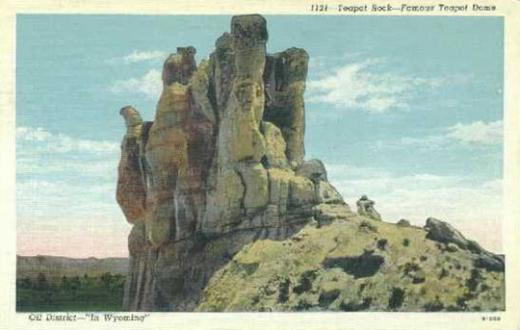 1121—Teapot Rock—Famous Teapot Dome
Oil District—"In Wyoming"